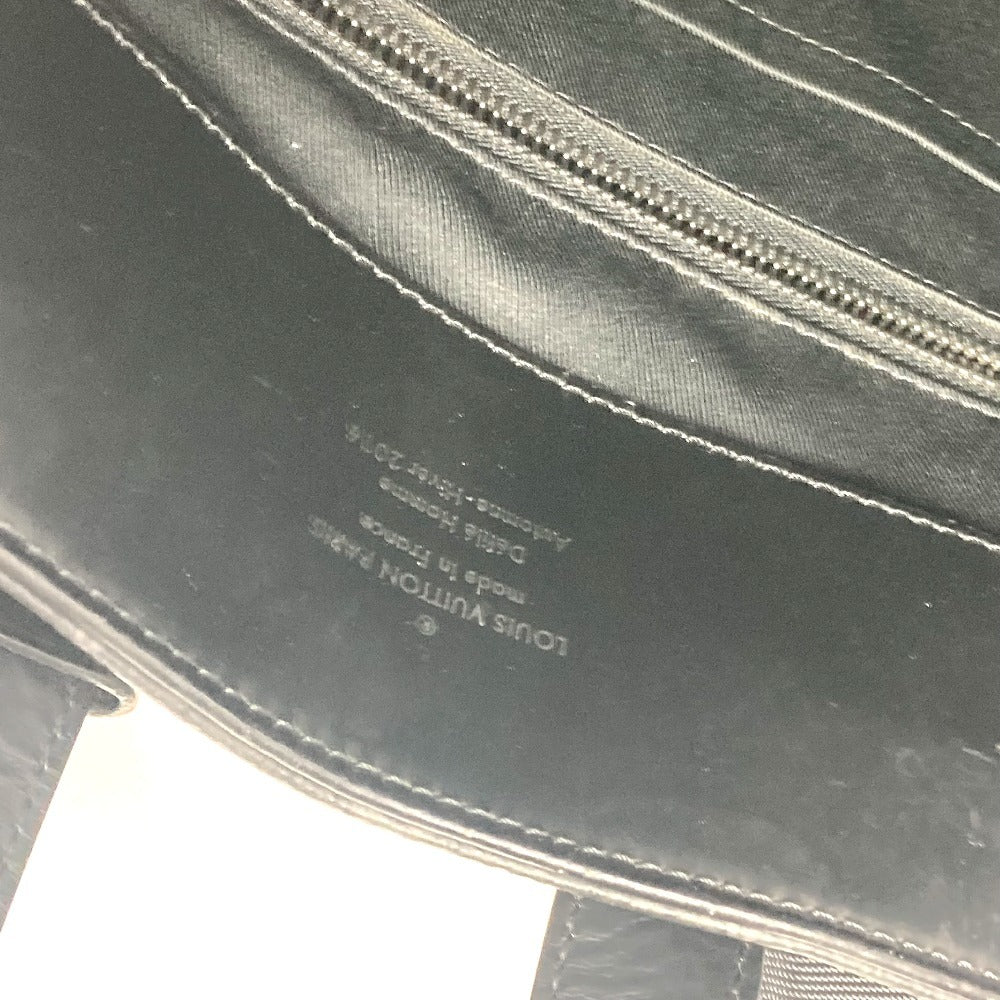 LOUIS VUITTON PARIS
®
made in France
Défilé Homme
Automne-Hiver 2016